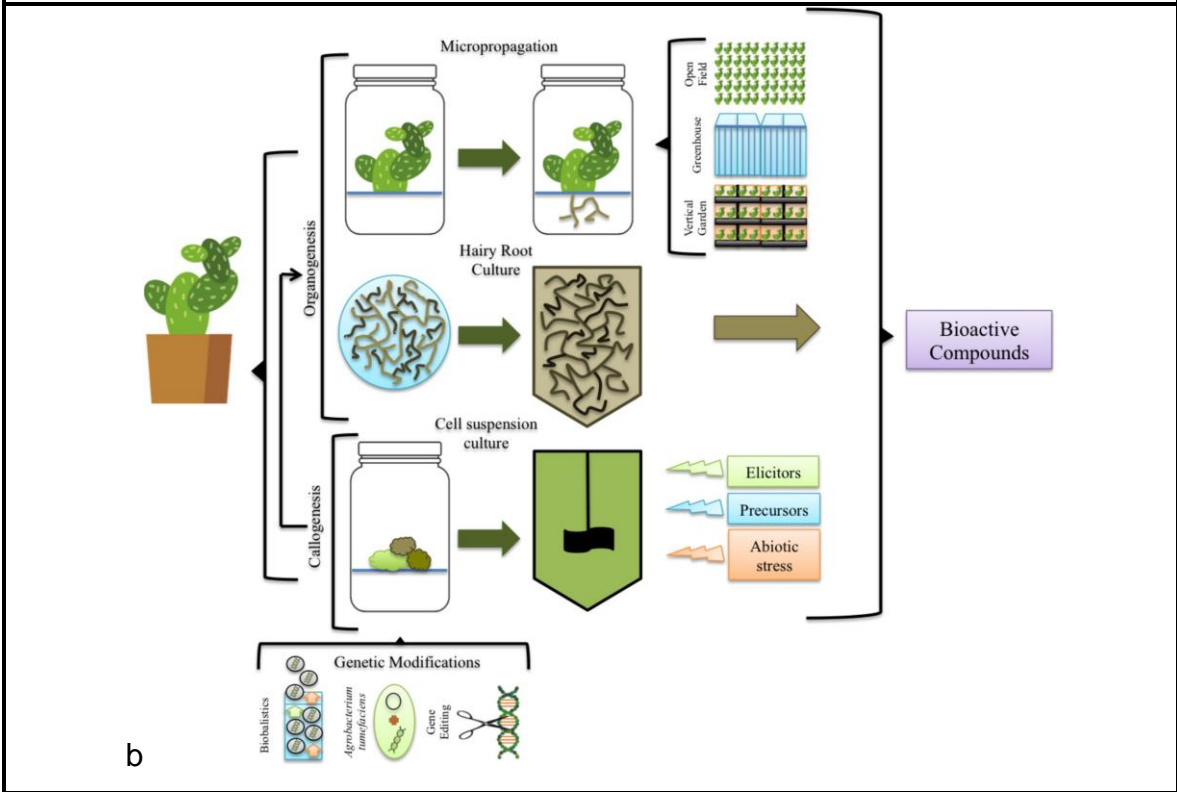 Micropropagation
Open
Field
Greenhouse
Vertical
Garden
Organogenesis
Hairy Root
Culture
Bioactive
Compounds
Callogenesis
Cell suspension
culture
Elicitors
Precursors
Abiotic
stress
Genetic Modifications
Biobalistics
Agrobacterium
tumefaciens
Gene
Editing
b